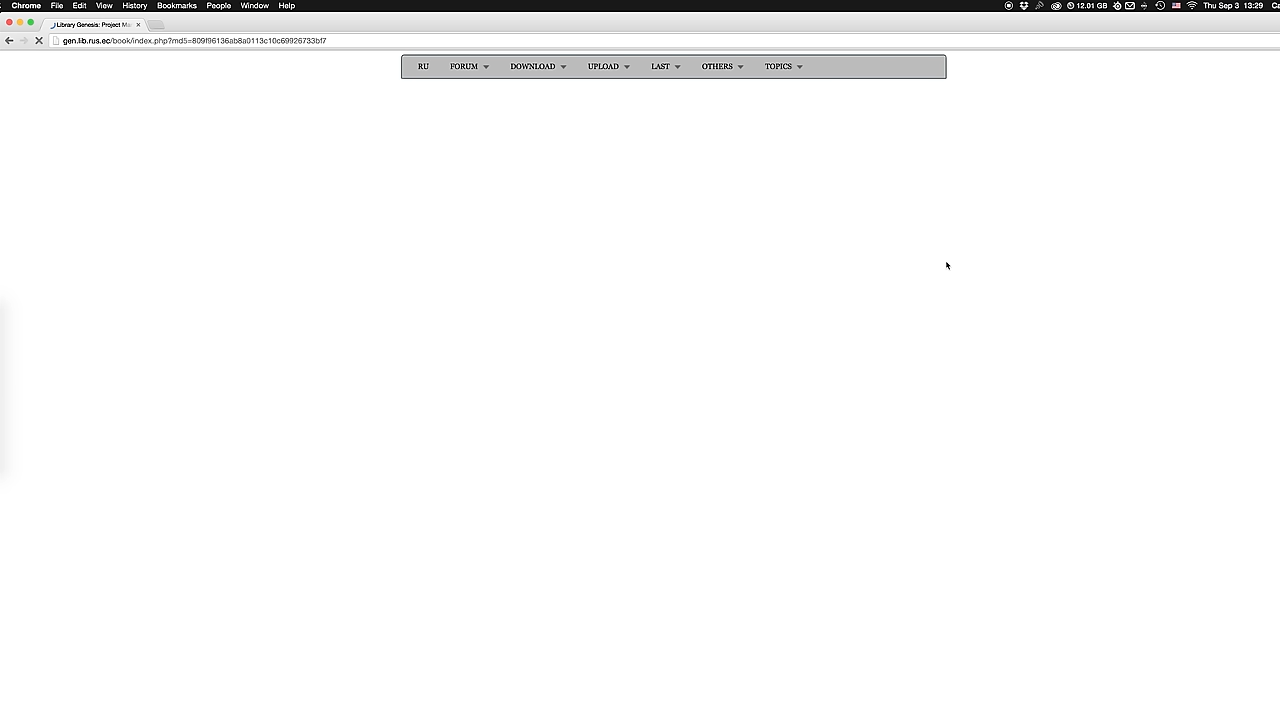 Chrome File Edit View History Bookmarks People Window Help 12.01 GB Thu Sep 3 13:29
Library Genesis: Project Ma
gen.lib.rus.ec/book/index.php?md5=809f96136ab8a0113c10c69926733bf7
RU FORUM DOWNLOAD UPLOAD LAST OTHERS TOPICS